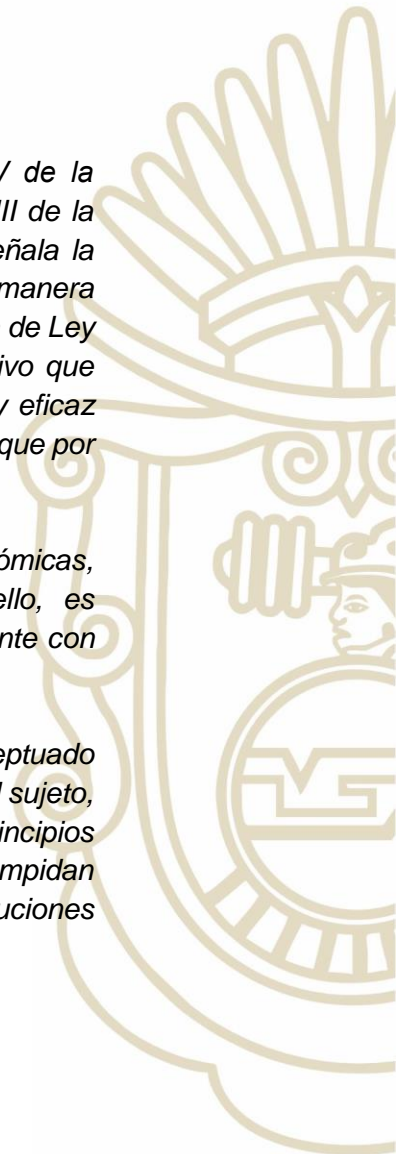 V de la
III de la
eñala la
manera
de Ley
ivo que
y eficaz
que por
ómicas,
ello, es
nte con
eptuado
l sujeto,
incipios
mpidan
uciones